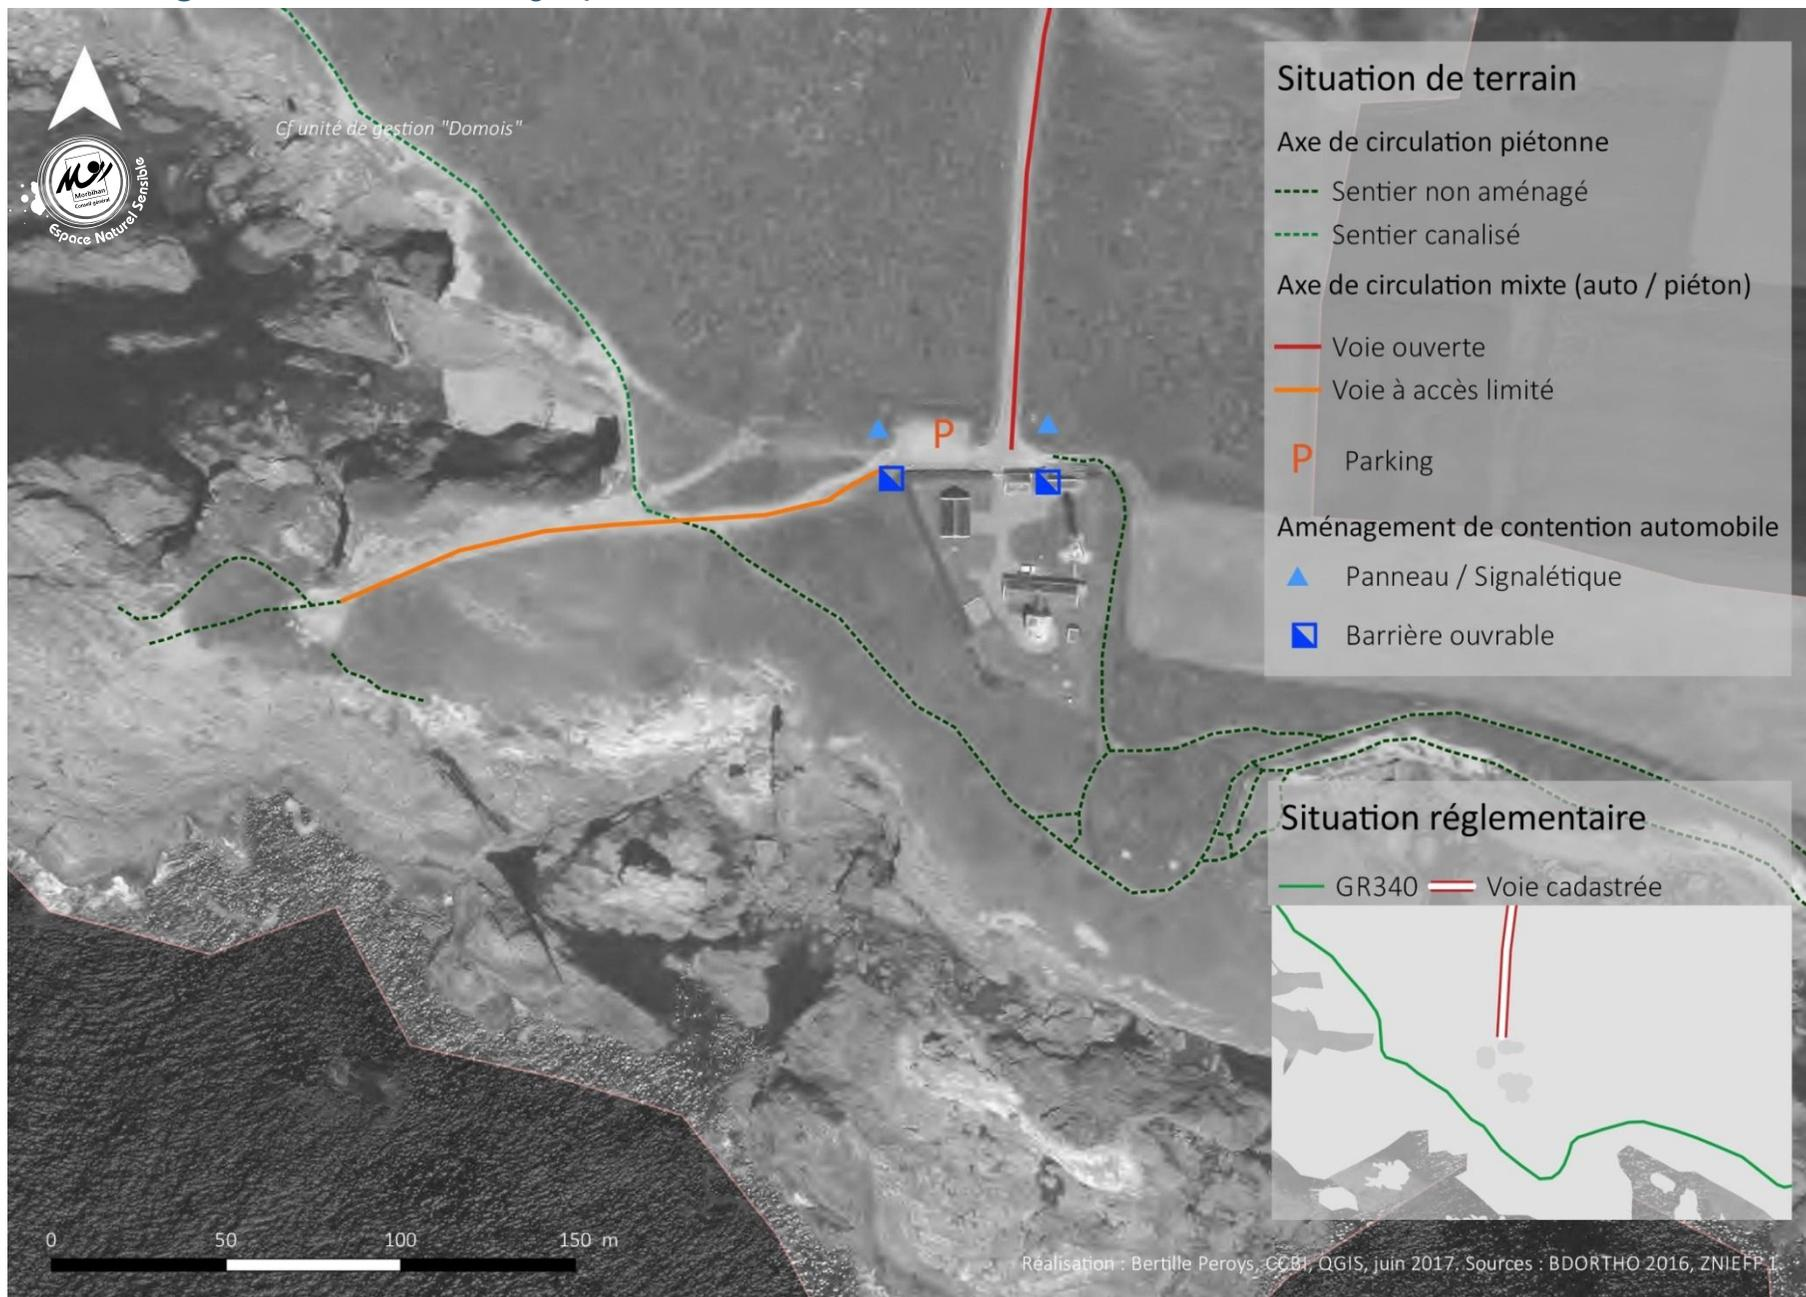 Situation de terrain
Axe de circulation piétonne
Sentier non aménagé
Sentier canalisé
Axe de circulation mixte (auto / piéton)
Voie ouverte
Voie à accès limité
P Parking
Aménagement de contention automobile
Panneau / Signalétique
Barrière ouvrable
Cf unité de gestion "Domois"
Morbihan
Conseil général
Espace Naturel Sensible
P
Situation réglementaire
GR340 Voie cadastrée
0 50 100 150 m
Réalisation : Bertille Peroys, CCBI, QGIS, juin 2017. Sources : BDORTHO 2016, ZNIEFF 1.